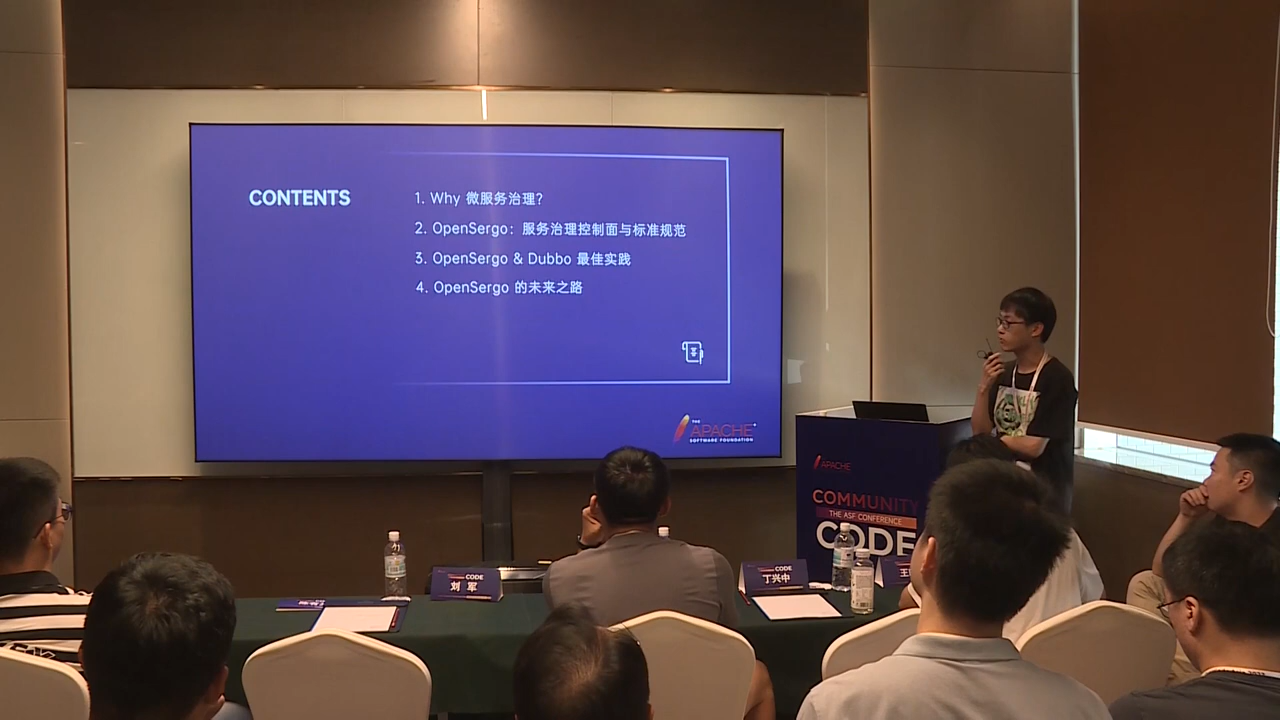 CONTENTS
1. Why 微服务治理?
2. OpenSergo：服务治理控制面与标准规范
3. OpenSergo & Dubbo 最佳实践
4. OpenSergo 的未来之路
THE
APACHE
SOFTWARE FOUNDATION
APACHE
COMMUNITY
THE ASF CONFERENCE
CODE
CODE
刘 军
CODE
丁兴中
王